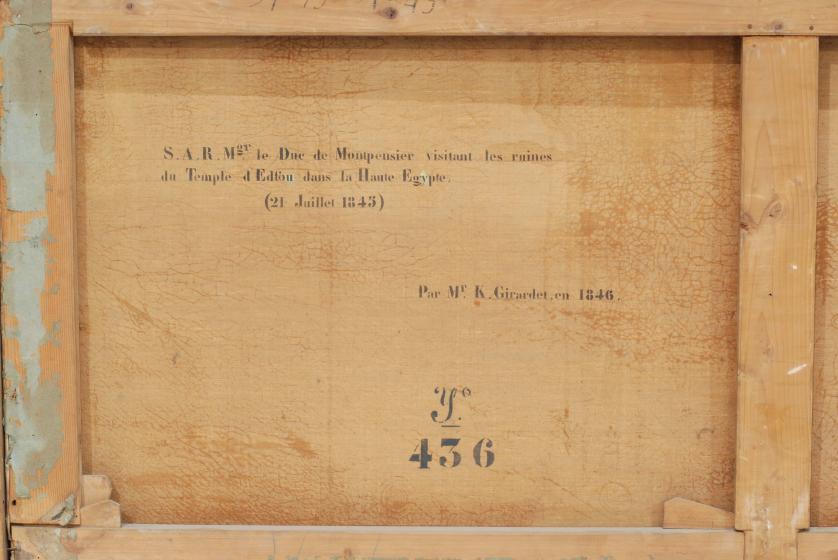 S.A.R. Mgr. le Duc de Montpensier visitant les ruines
du Temple d'Edfou dans la Haute Egypte.
(21 Juillet 1845)
Par Mr. K. Girardet, en 1846.
436